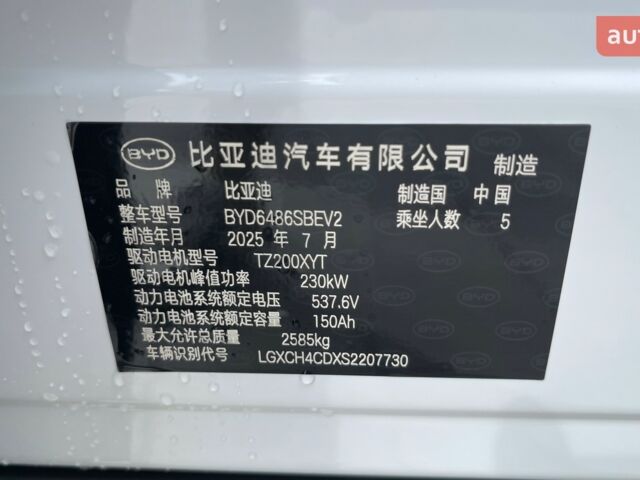 auto
BYD 比亚迪汽车有限公司 制造
品牌 比亚迪 制造国 中国
整车型号 BYD6486SBEV2 乘坐人数 5
制造年月 2025 年 7 月
驱动电机型号 TZ200XYT
驱动电机峰值功率 230kW
动力电池系统额定电压 537.6V
动力电池系统额定容量 150Ah
最大允许总质量 2585kg
车辆识别代号 LGXCH4CDXS2207730